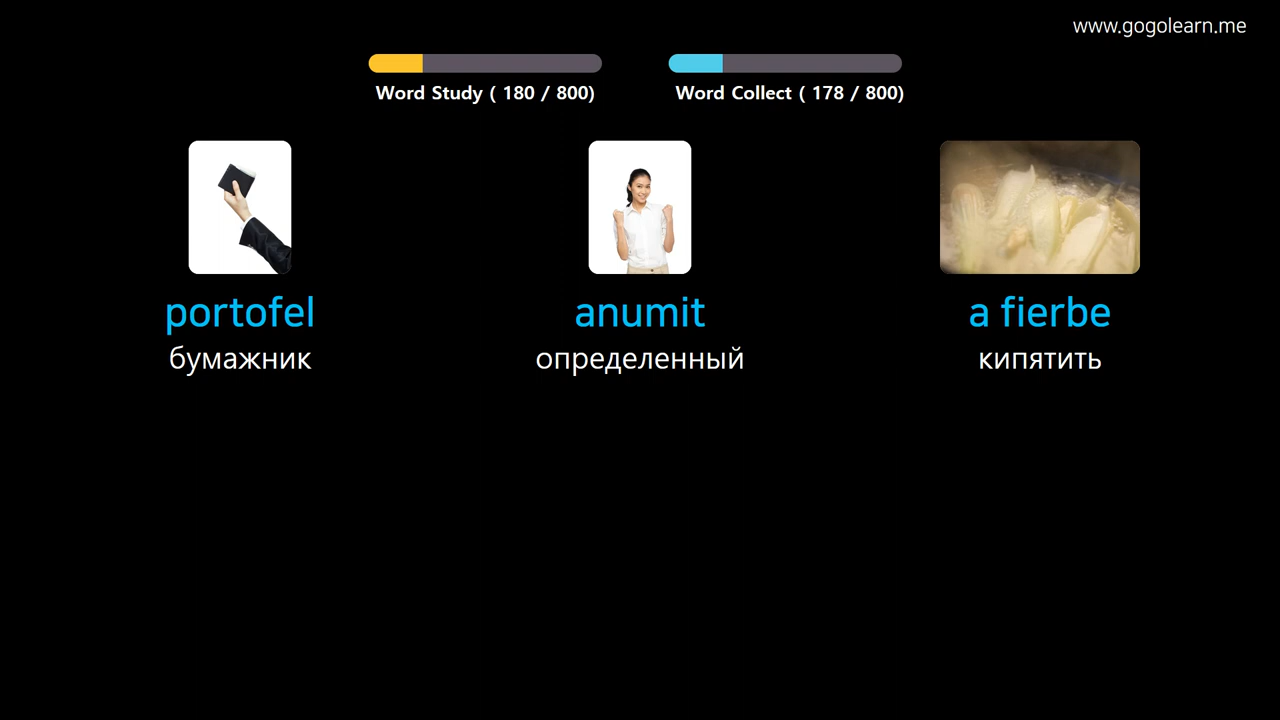 www.gogolearn.me
Word Study ( 180 / 800)
Word Collect ( 178 / 800)
portofel
бумажник
anumit
определенный
a fierbe
кипятить